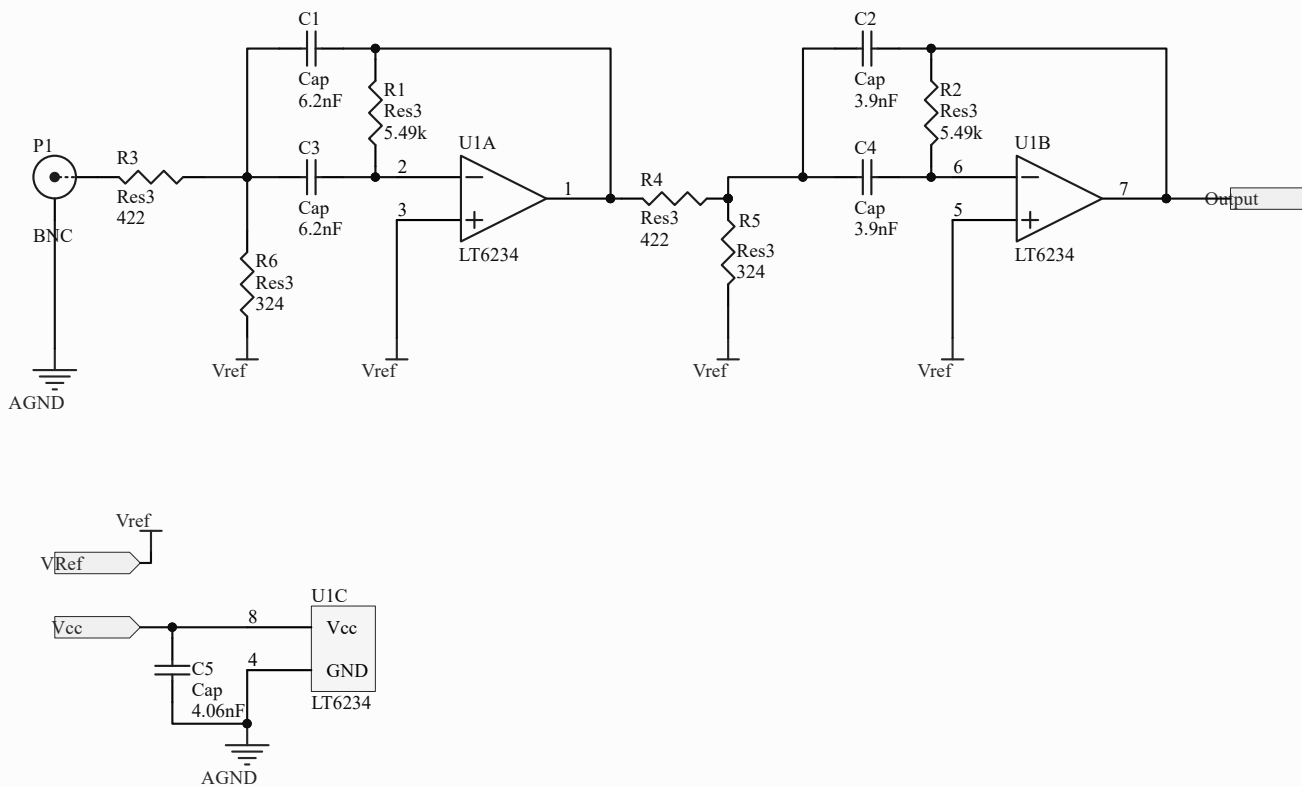 C1
Cap
6.2nF
R1
Res3
5.49k
P1
BNC
R3
Res3
422
C3
Cap
6.2nF
2
3
U1A
LT6234
1
R6
Res3
324
Vref
Vref
AGND
R4
Res3
422
R5
Res3
324
Vref
C2
Cap
3.9nF
R2
Res3
5.49k
C4
Cap
3.9nF
6
5
U1B
LT6234
7
Output
Vref
Vref
VRef
Vcc
8
4
U1C
Vcc
GND
LT6234
C5
Cap
4.06nF
AGND